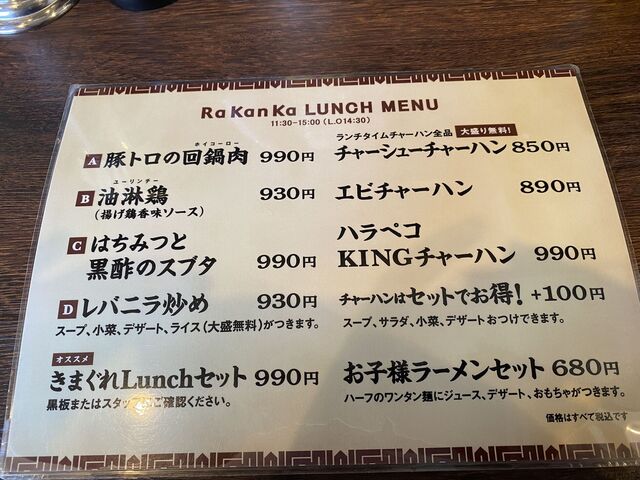 RaKanKa LUNCH MENU
11:30-15:00 (L.O14:30)
ホイコーロー
A 豚トロの回鍋肉 990円
ユーリンチー
B 油淋鶏 930円
(揚げ鶏香味ソース)
C はちみつと
黒酢のスブタ 990円
D レバニラ炒め 930円
スープ、小菜、デザート、ライス(大盛無料)がつきます。
オススメ
きまぐれLunchセット 990円
黒板またはスタッフにご確認ください。
ランチタイムチャーハン全品 大盛り無料!
チャーシューチャーハン 850円
エビチャーハン 890円
ハラペコ
KINGチャーハン 990円
チャーハンはセットでお得! +100円
スープ、サラダ、小菜、デザートおつけできます。
お子様ラーメンセット 680円
ハーフのワンタン麺にジュース、デザート、おもちゃがつきます。
価格はすべて税込です